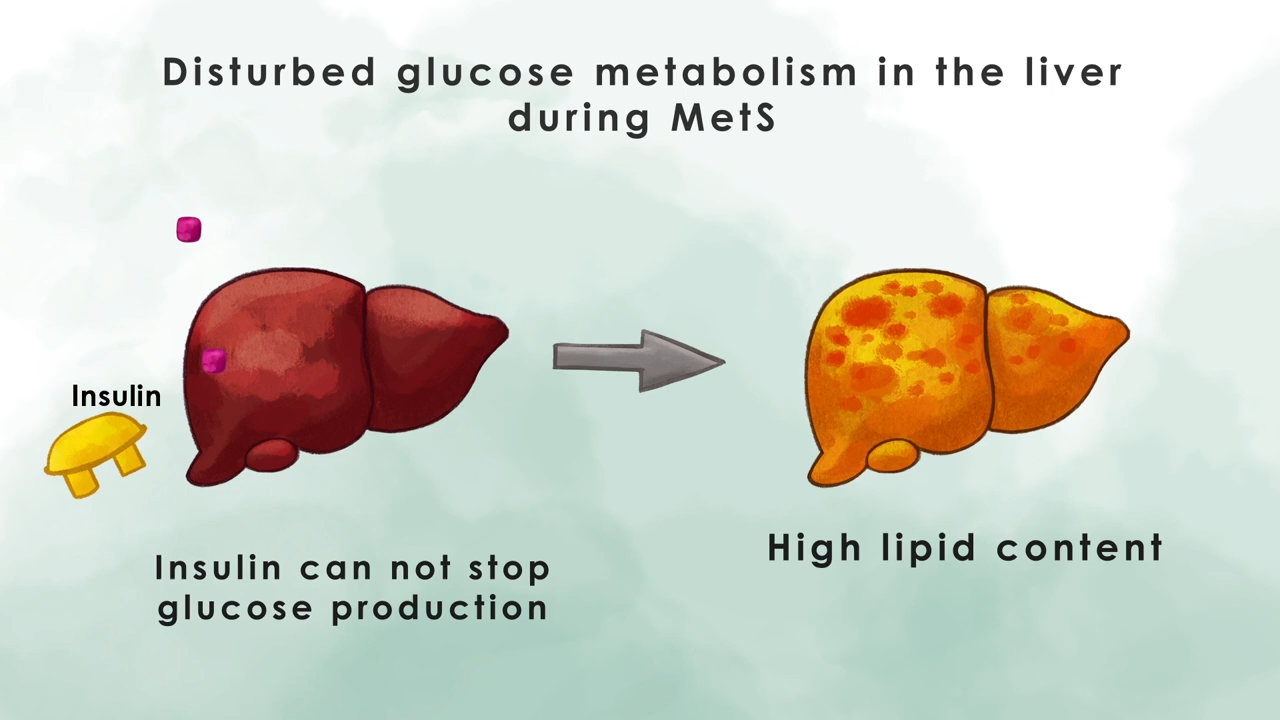 Disturbed glucose metabolism in the liver
during MetS
Insulin
Insulin can not stop
glucose production
High lipid content